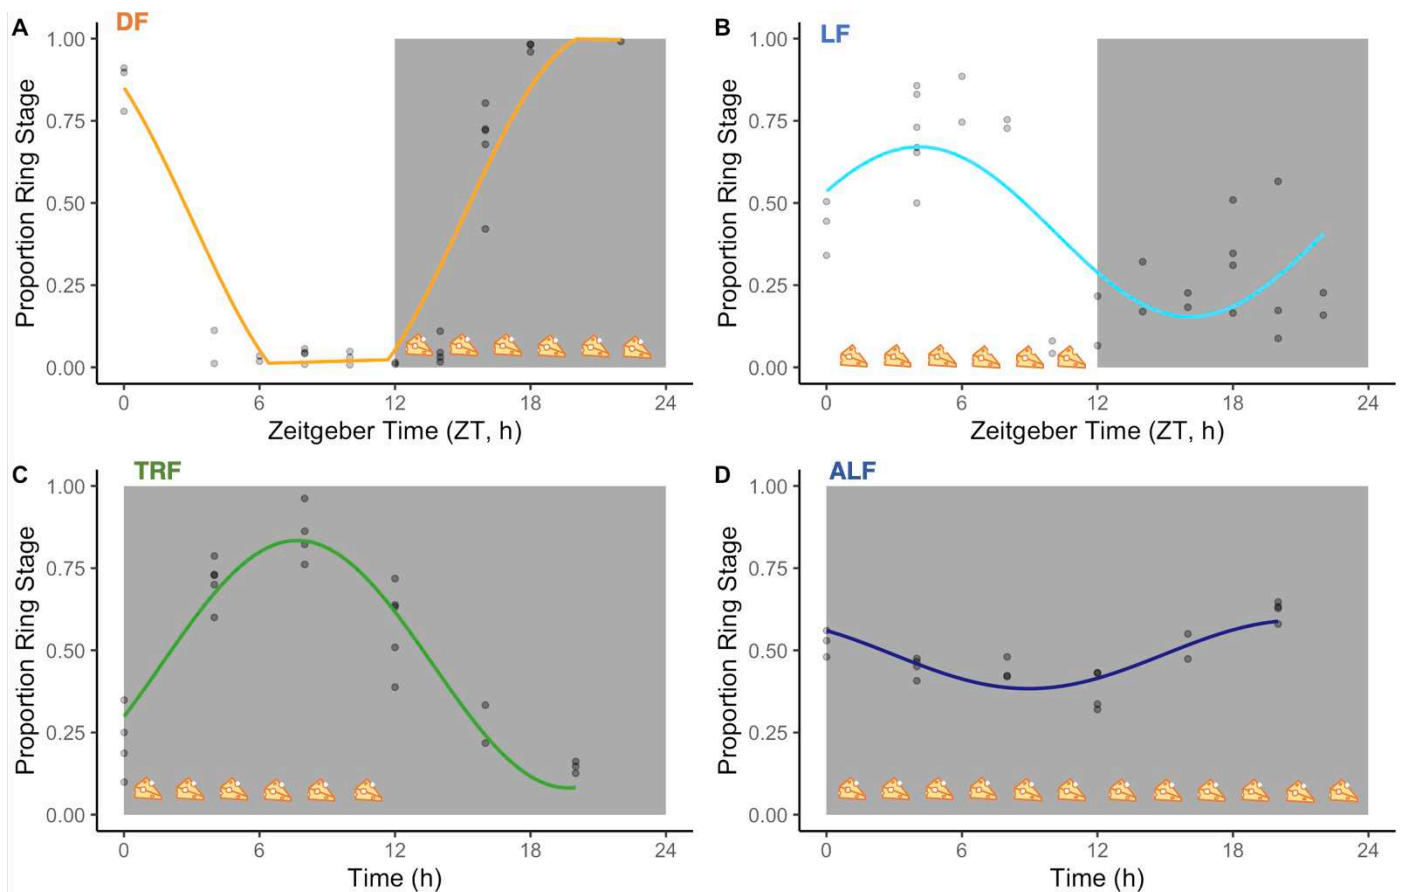 A
DF
1.00
0.75
0.50
0.25
0.00
Proportion Ring Stage
0 6 12 18 24
Zeitgeber Time (ZT, h)
B
LF
1.00
0.75
0.50
0.25
0.00
Proportion Ring Stage
0 6 12 18 24
Zeitgeber Time (ZT, h)
C
TRF
1.00
0.75
0.50
0.25
0.00
Proportion Ring Stage
0 6 12 18 24
Time (h)
D
ALF
1.00
0.75
0.50
0.25
0.00
Proportion Ring Stage
0 6 12 18 24
Time (h)